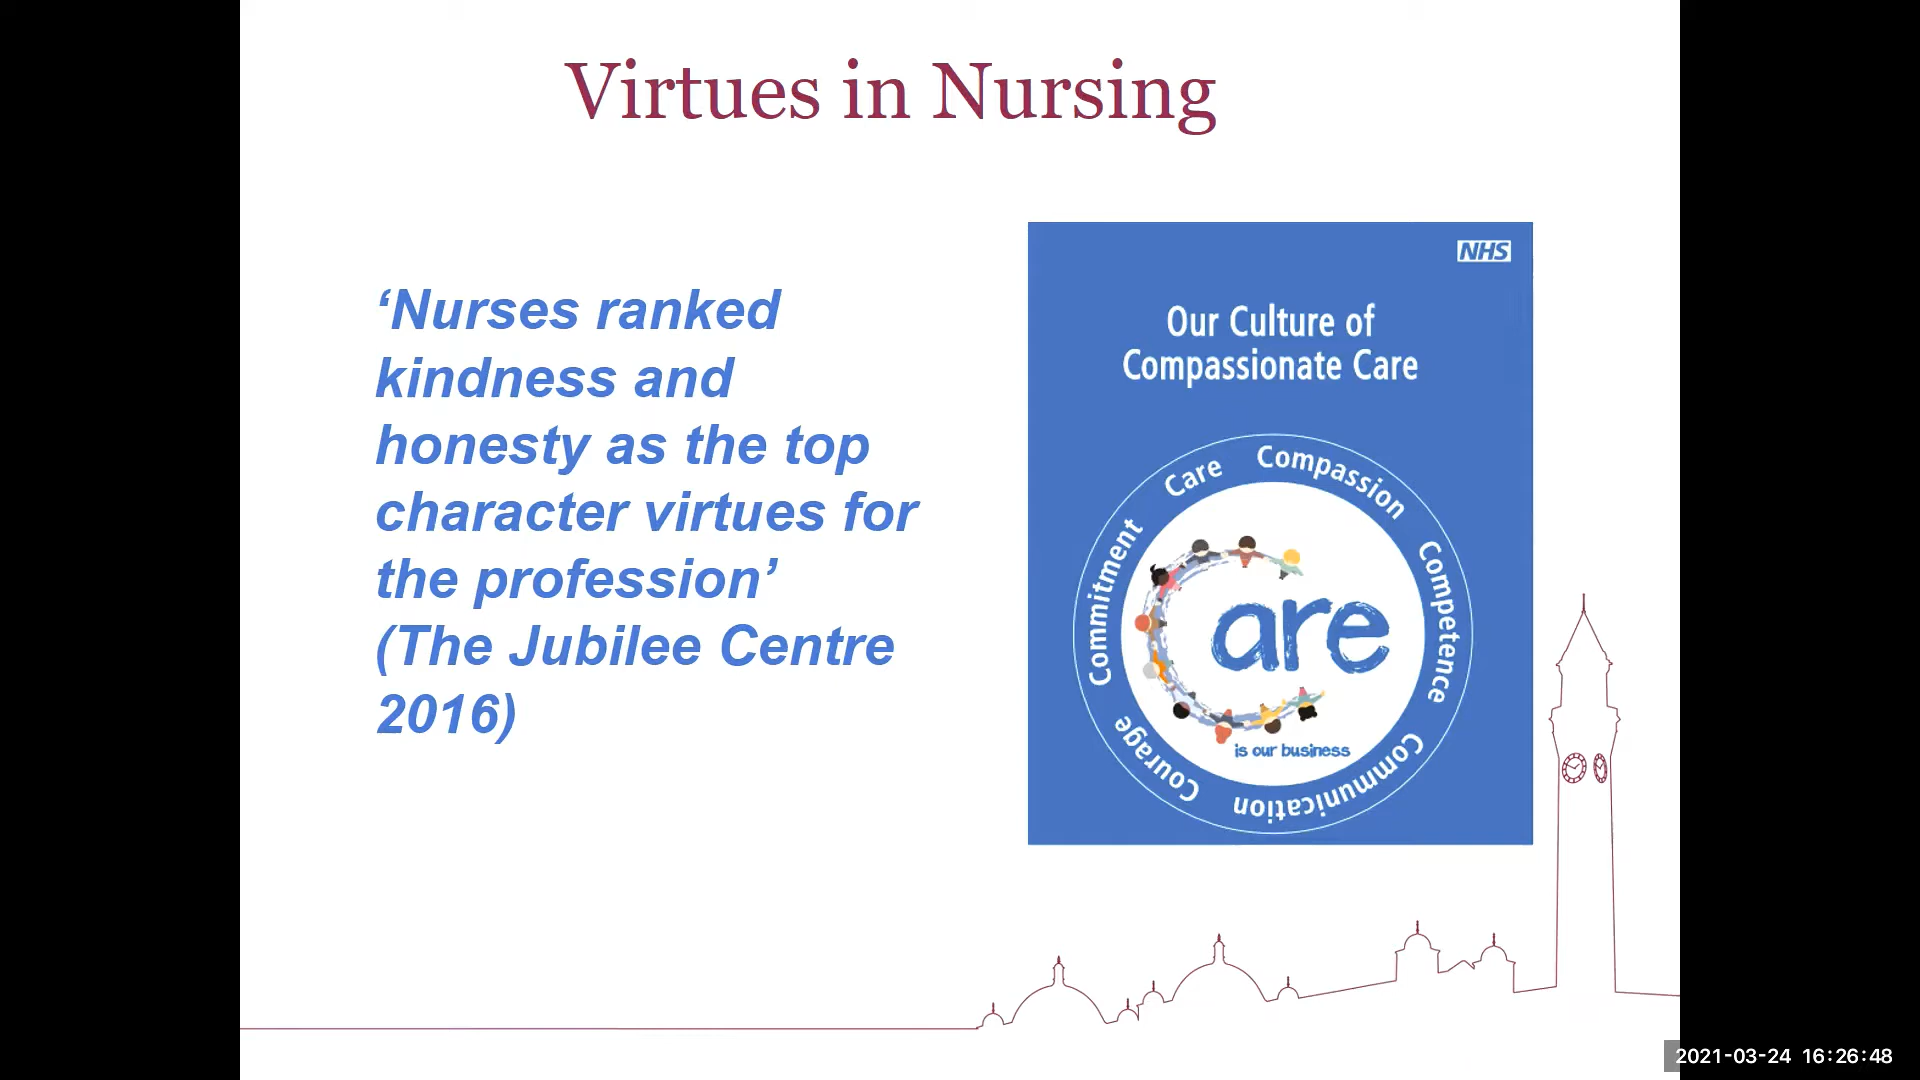 Virtues in Nursing
‘Nurses ranked
kindness and
honesty as the top
character virtues for
the profession’
(The Jubilee Centre
2016)
NHS
Our Culture of
Compassionate Care
Care
Compassion
Competence
Communication
Courage
Commitment
are
is our business
2021-03-24 16:26:48